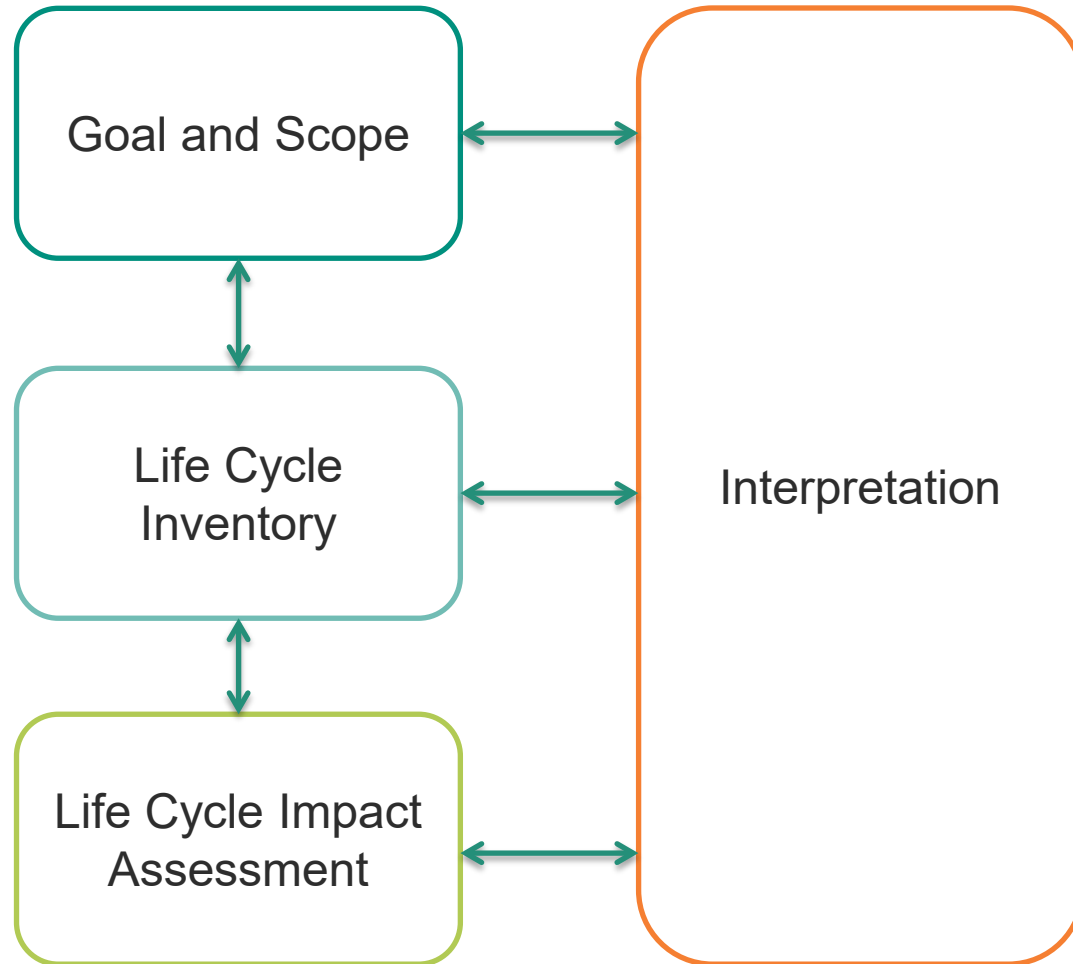 Goal and Scope
Life Cycle
Inventory
Interpretation
Life Cycle Impact
Assessment